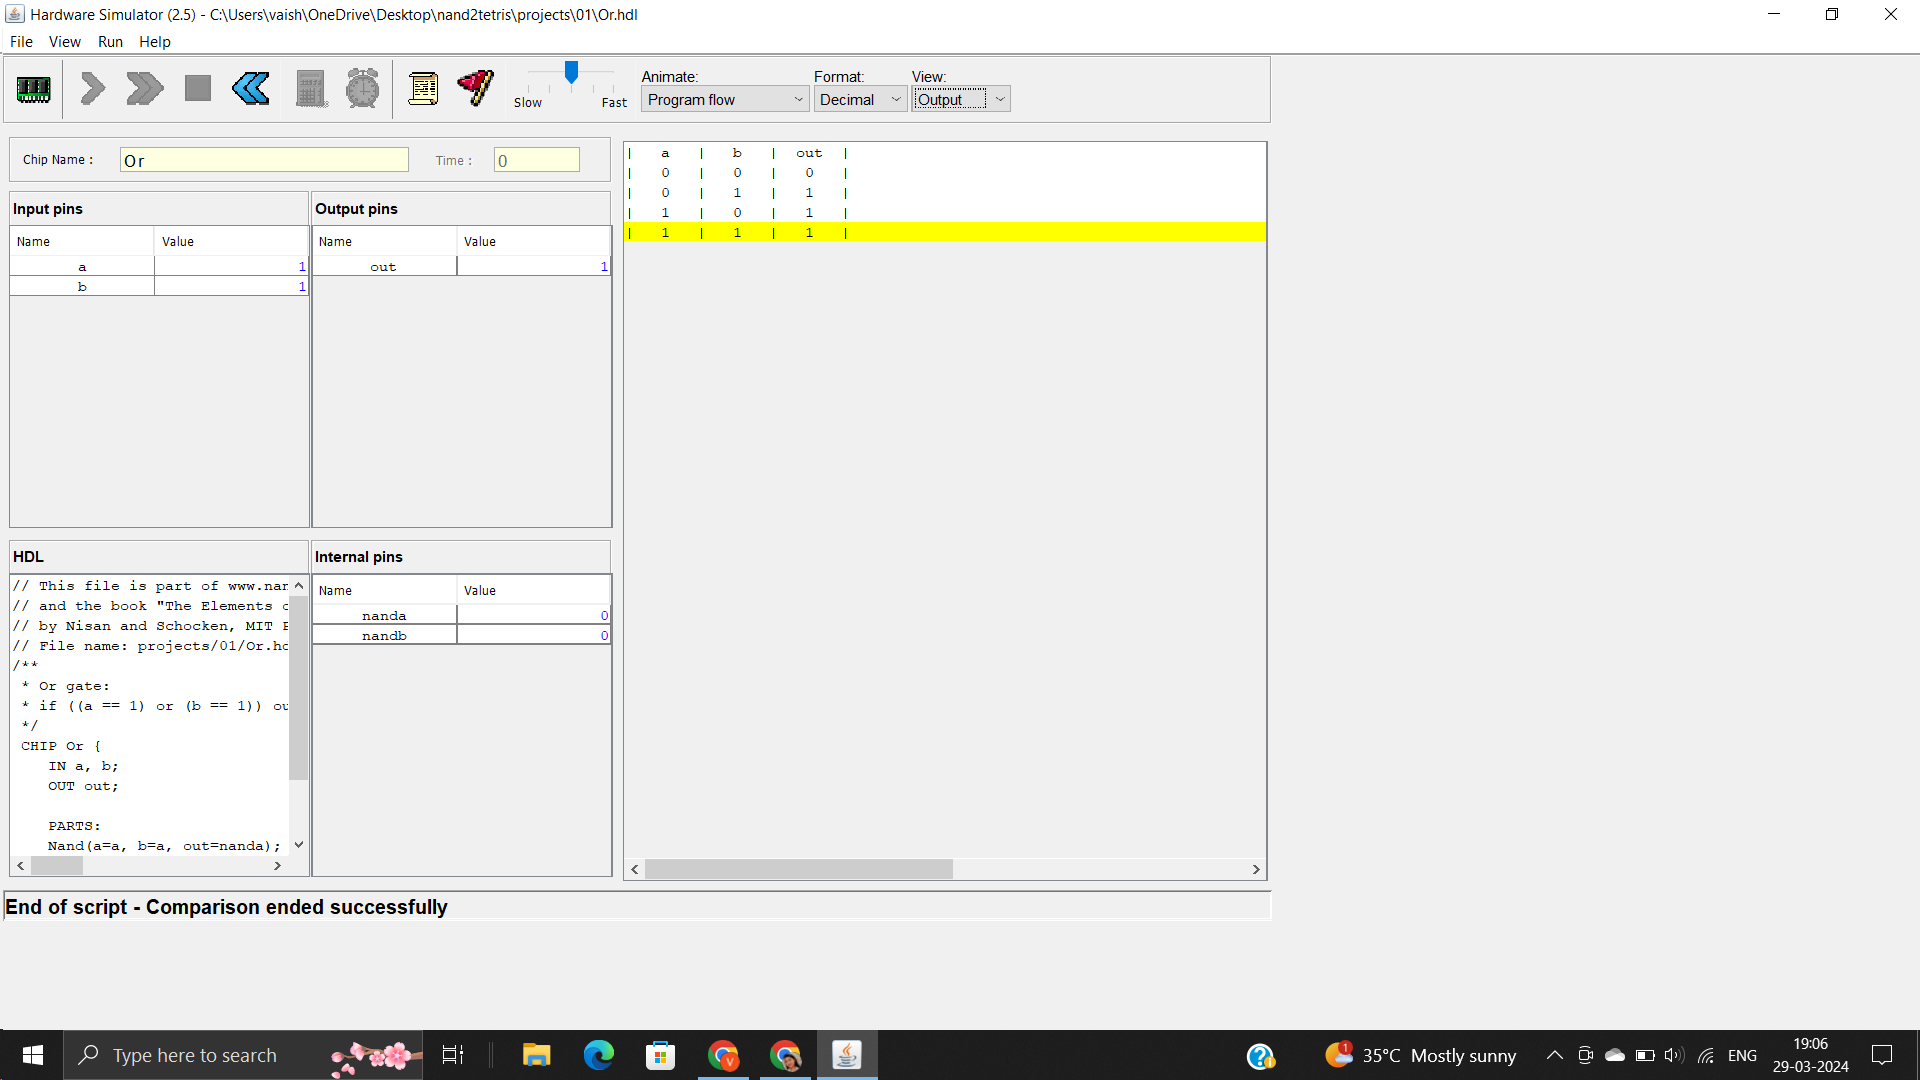 Hardware Simulator (2.5) - C:\Users\vaish\OneDrive\Desktop\nand2tetris\projects\01\Or.hdl
File View Run Help
Slow Fast
Animate: Format: View:
Program flow Decimal Output
Chip Name : Or Time : 0
Input pins
Name Value
a 1
b 1
Output pins
Name Value
out 1
HDL
// This file is part of www.nan
// and the book "The Elements o
// by Nisan and Schocken, MIT P
// File name: projects/01/Or.hd
/**
* Or gate:
* if ((a == 1) or (b == 1)) ou
*/
CHIP Or {
IN a, b;
OUT out;
PARTS:
Nand(a=a, b=a, out=nanda);
Internal pins
Name Value
nanda 0
nandb 0
| a | b | out |
| 0 | 0 | 0 |
| 0 | 1 | 1 |
| 1 | 0 | 1 |
| 1 | 1 | 1 |
End of script - Comparison ended successfully
Type here to search
V
1
35°C Mostly sunny
ENG
19:06
29-03-2024